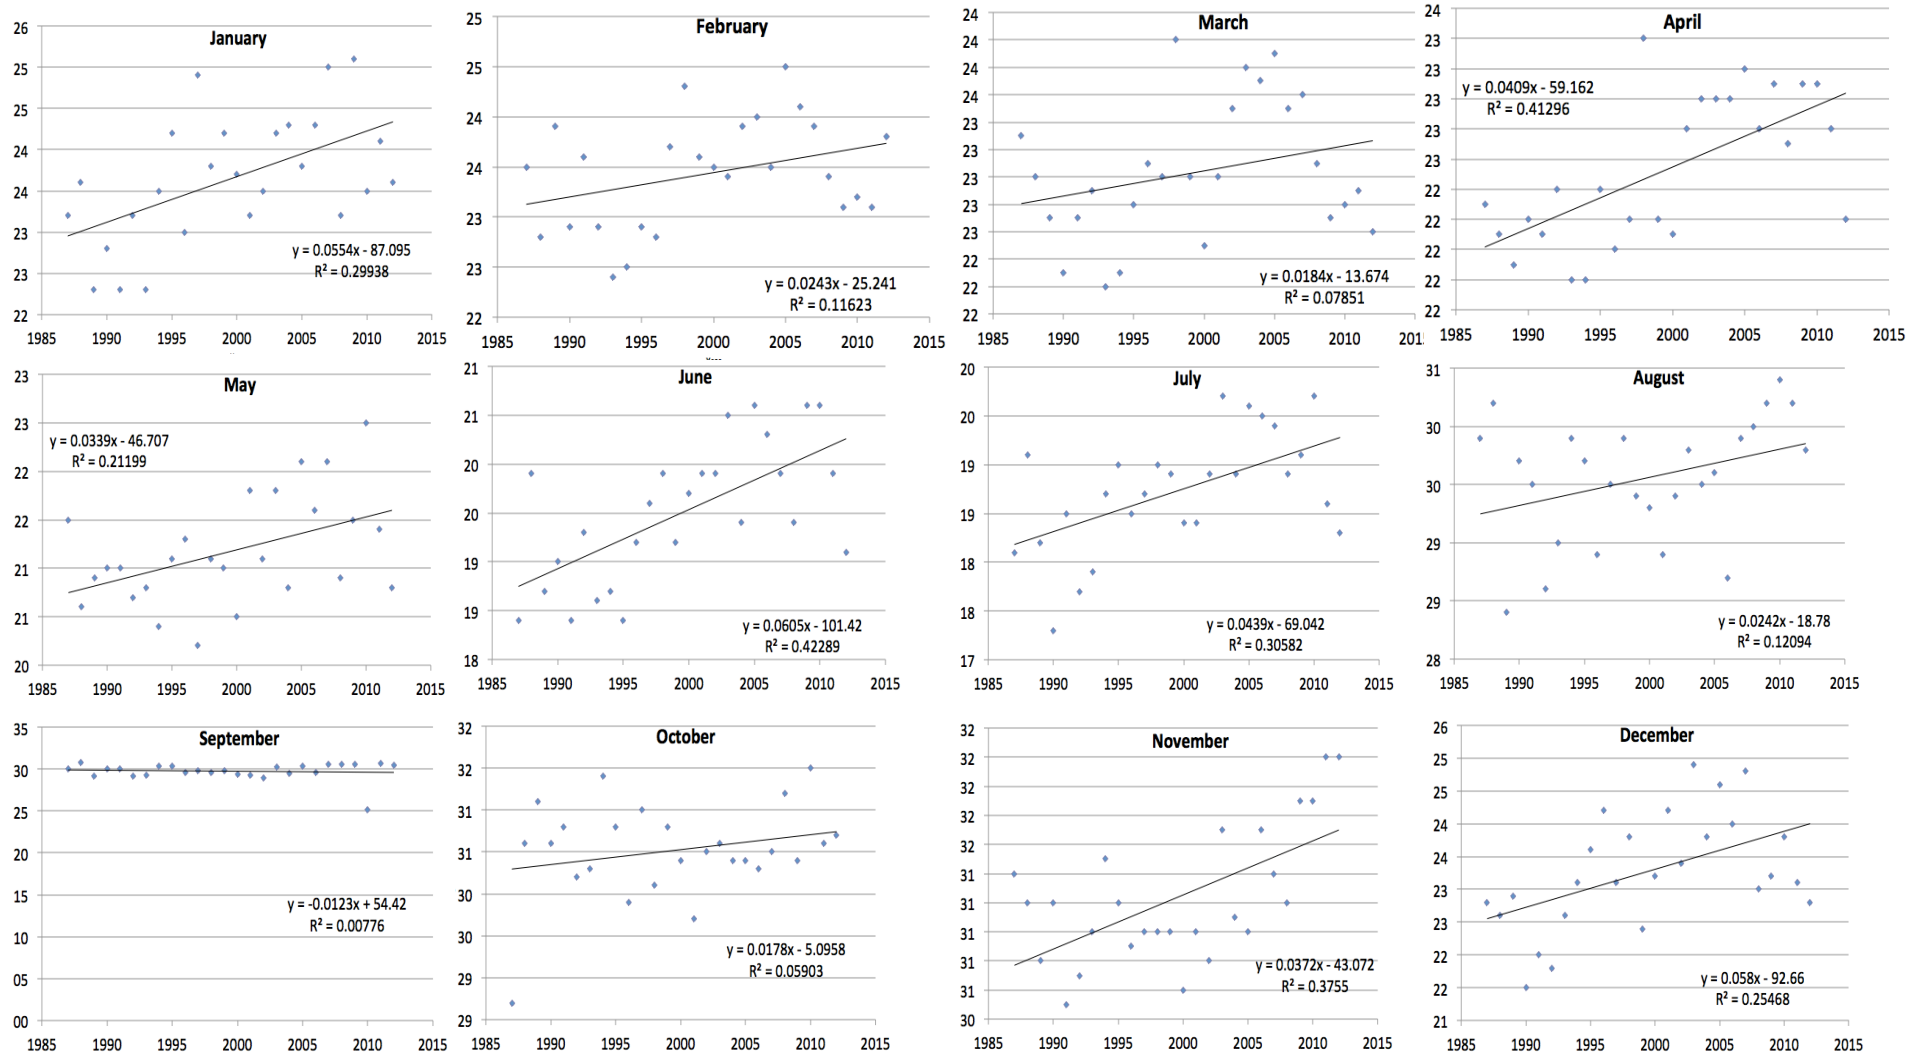 January
26
25
25
24
24
23
23
22
y = 0.0554x - 87.095
R² = 0.29938
1985 1990 1995 2000 2005 2010 2015
February
25
25
24
24
23
23
22
y = 0.0243x - 25.241
R² = 0.11623
1985 1990 1995 2000 2005 2010 2015
March
24
24
24
24
23
23
23
23
23
22
22
22
y = 0.0184x - 13.674
R² = 0.07851
1985 1990 1995 2000 2005 2010 2015
April
24
23
23
23
23
23
22
22
22
22
22
y = 0.0409x - 59.162
R² = 0.41296
1985 1990 1995 2000 2005 2010 2015
May
23
23
22
22
21
21
20
y = 0.0339x - 46.707
R² = 0.21199
1985 1990 1995 2000 2005 2010 2015
June
21
21
20
20
19
19
18
y = 0.0605x - 101.42
R² = 0.42289
1985 1990 1995 2000 2005 2010 2015
July
20
20
19
19
18
18
17
y = 0.0439x - 69.042
R² = 0.30582
1985 1990 1995 2000 2005 2010 2015
August
31
30
30
29
29
28
y = 0.0242x - 18.78
R² = 0.12094
1985 1990 1995 2000 2005 2010 2015
September
35
30
25
20
15
10
05
00
y = -0.0123x + 54.42
R² = 0.00776
1985 1990 1995 2000 2005 2010 2015
October
32
32
31
31
30
30
29
29
y = 0.0178x - 5.0958
R² = 0.05903
1985 1990 1995 2000 2005 2010 2015
November
32
32
32
32
32
31
31
31
31
31
30
y = 0.0372x - 43.072
R² = 0.3755
1985 1990 1995 2000 2005 2010 2015
December
26
25
25
24
24
23
23
22
22
21
y = 0.058x - 92.66
R² = 0.25468
1985 1990 1995 2000 2005 2010 2015